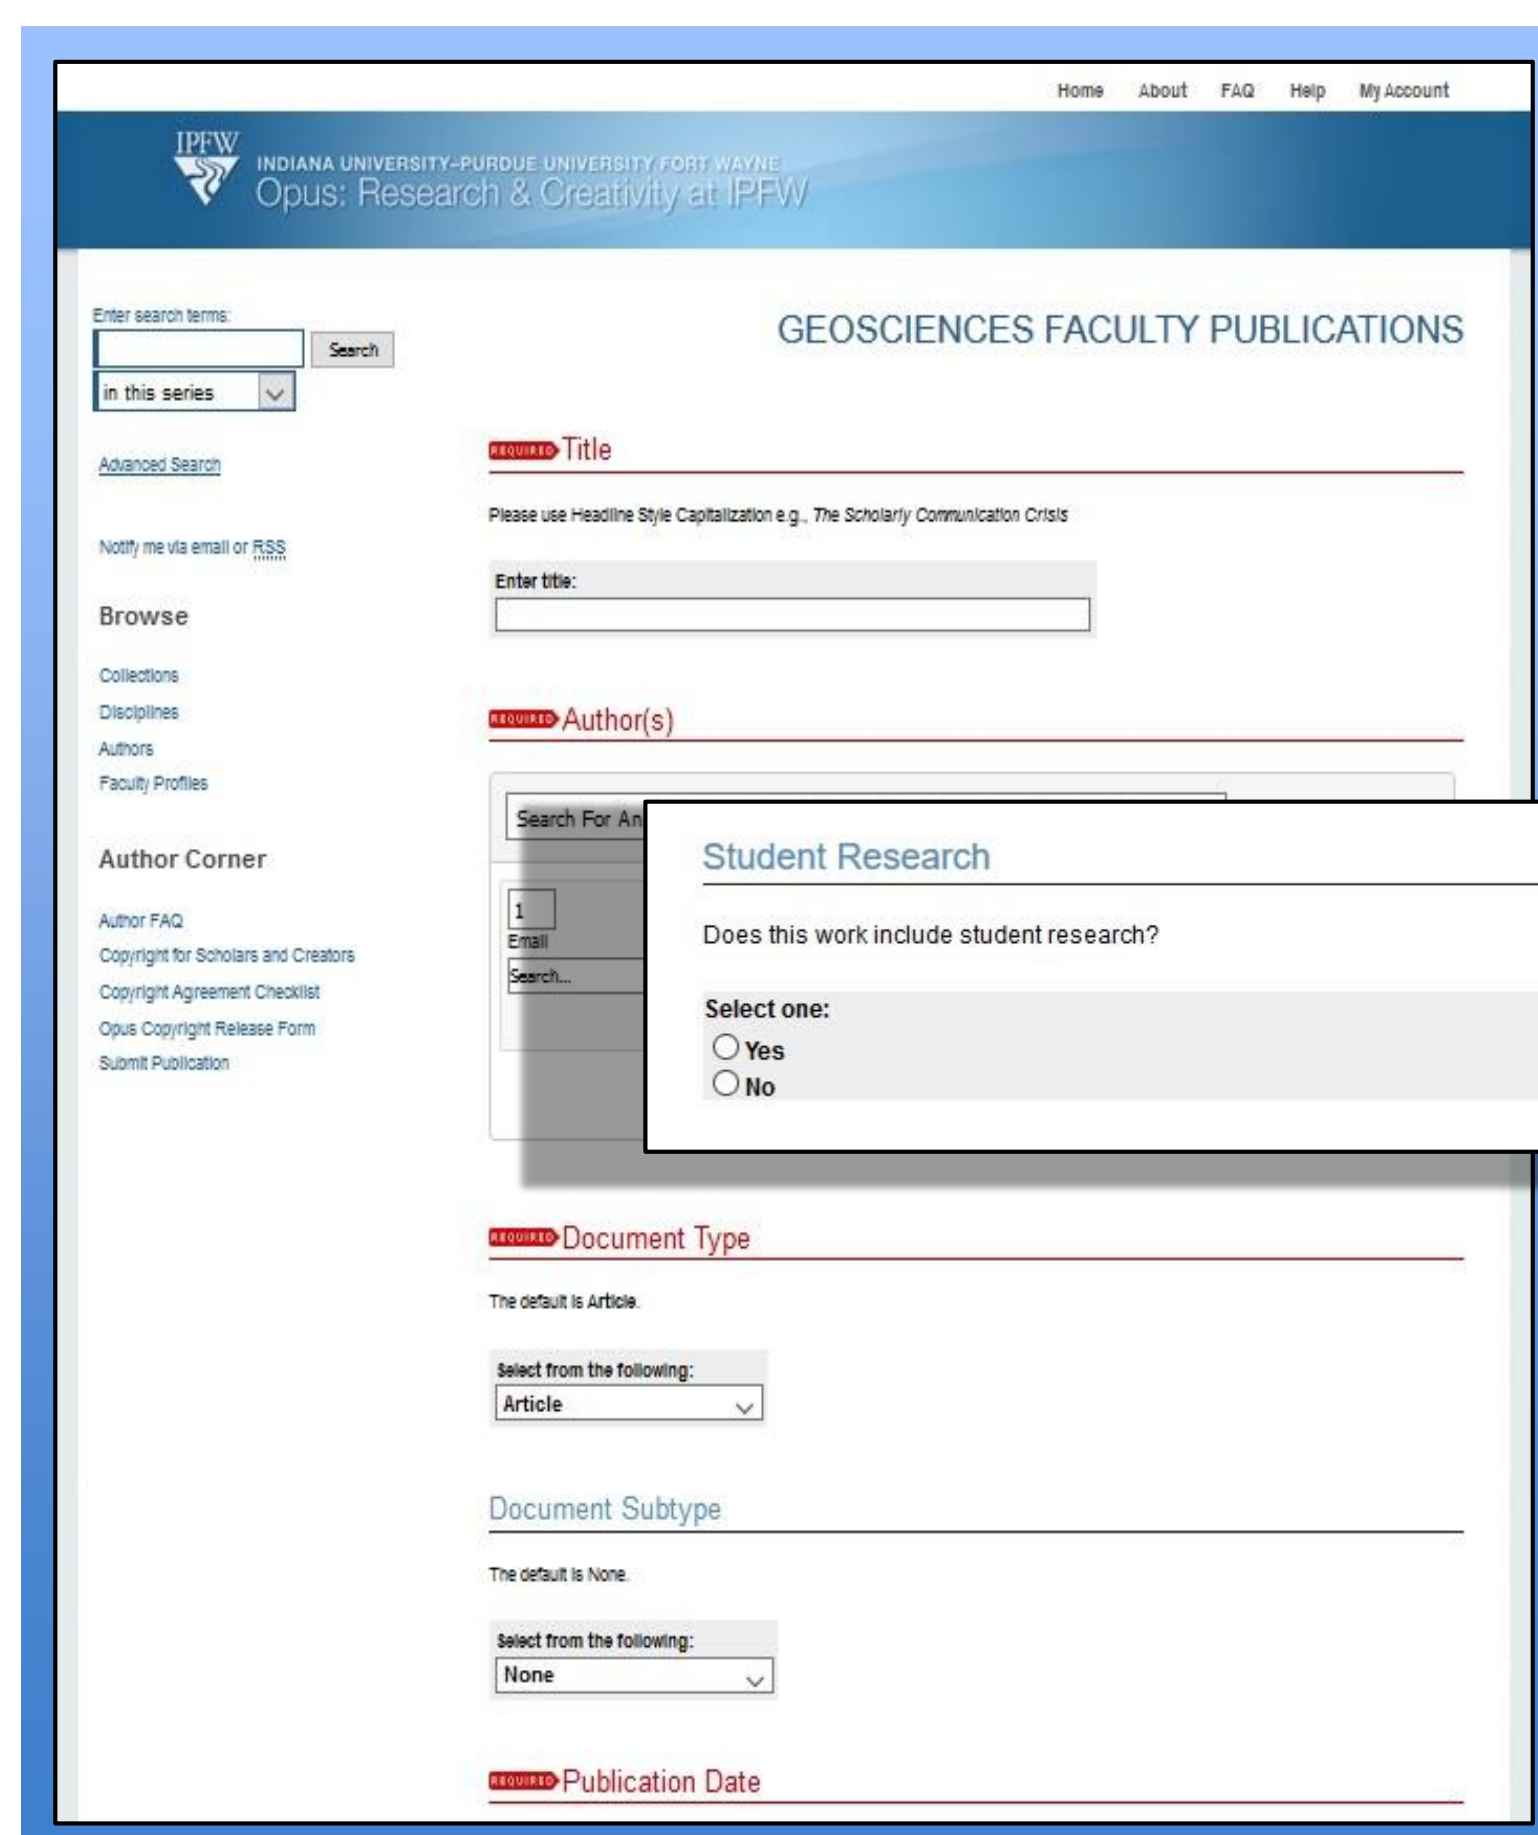 Home About FAQ Help My Account
IPFW
INDIANA UNIVERSITY-PURDUE UNIVERSITY FORT WAYNE
Opus: Research & Creativity at IPFW
Enter search terms:
Search
in this series
Advanced Search
Notify me via email or RSS
Browse
Collections
Disciplines
Authors
Faculty Profiles
Author Corner
Author FAQ
Copyright for Scholars and Creators
Copyright Agreement Checklist
Opus Copyright Release Form
Submit Publication
GEOSCIENCES FACULTY PUBLICATIONS
REQUIRED Title
Please use Headline Style Capitalization e.g., The Scholarly Communication Crisis
Enter title:
REQUIRED Author(s)
Search For An
1
Email
Search...
Student Research
Does this work include student research?
Select one:
Yes
No
REQUIRED Document Type
The default is Article.
Select from the following:
Article
Document Subtype
The default is None.
Select from the following:
None
REQUIRED Publication Date